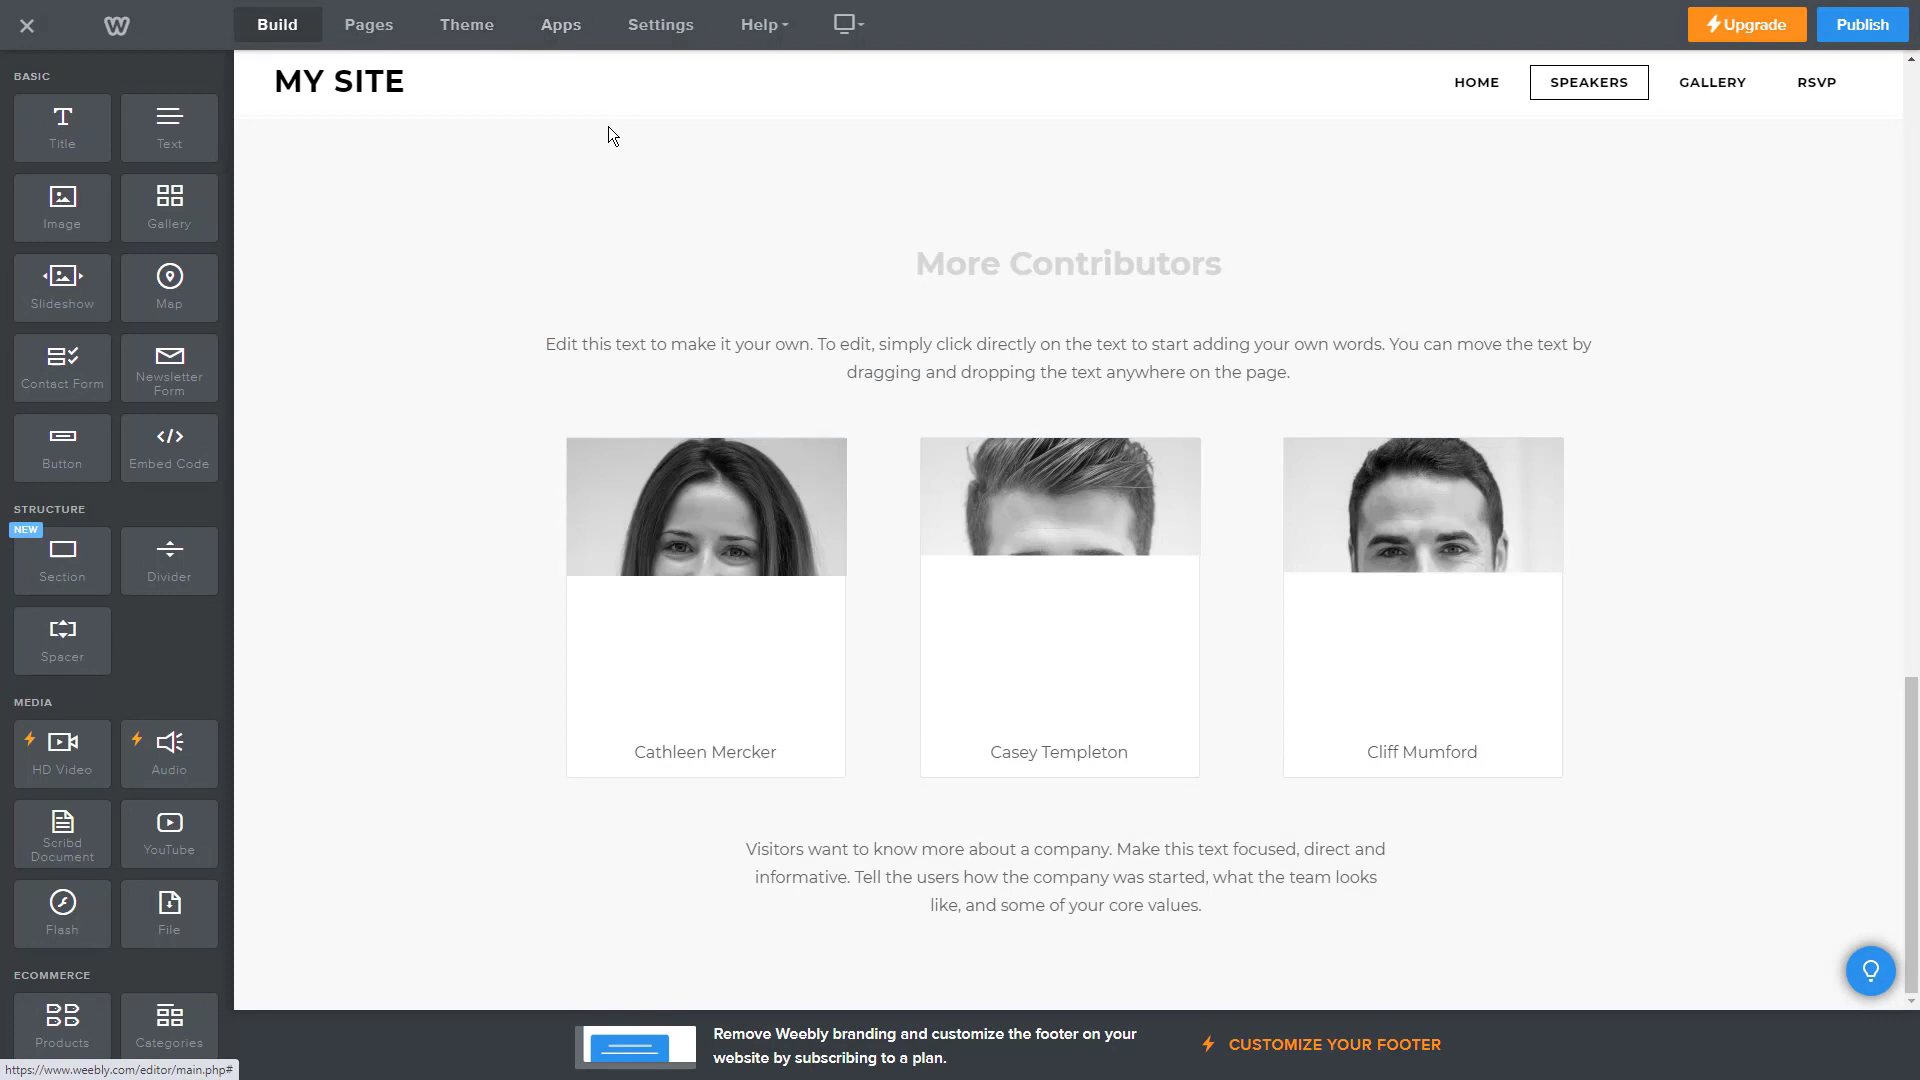 Build
Pages
Theme
Apps
Settings
Help
Upgrade
Publish
BASIC
Title
Text
Image
Gallery
Slideshow
Map
Contact Form
Newsletter
Form
Button
Embed Code
STRUCTURE
NEW
Section
Divider
Spacer
MEDIA
HD Video
Audio
Scribd
Document
YouTube
Flash
File
ECOMMERCE
Products
Categories
https://www.weebly.com/editor/main.php#
MY SITE
HOME
SPEAKERS
GALLERY
RSVP
More Contributors
Edit this text to make it your own. To edit, simply click directly on the text to start adding your own words. You can move the text by
dragging and dropping the text anywhere on the page.
Cathleen Mercker
Casey Templeton
Cliff Mumford
Visitors want to know more about a company. Make this text focused, direct and
informative. Tell the users how the company was started, what the team looks
like, and some of your core values.
Remove Weebly branding and customize the footer on your
website by subscribing to a plan.
CUSTOMIZE YOUR FOOTER